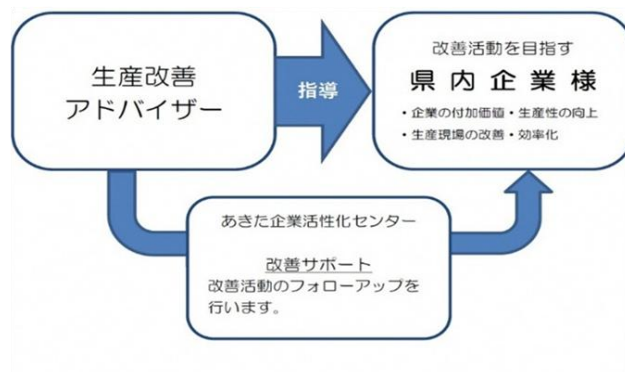 生産改善
アドバイザー
指導
改善活動を目指す
県内企業様
・企業の付加価値・生産性の向上
・生産現場の改善・効率化
あきた企業活性化センター
改善サポート
改善活動のフォローアップを
行います。